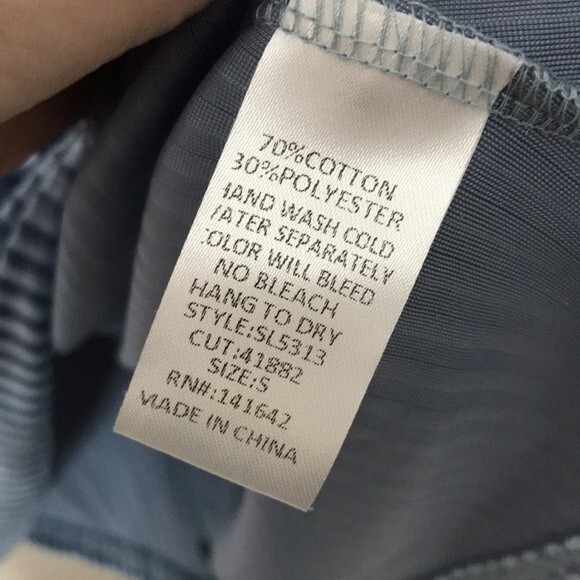 70%COTTON
30%POLYESTER
HAND WASH COLD
WATER SEPARATELY
COLOR WILL BLEED
NO BLEACH
HANG TO DRY
STYLE:SL5313
CUT:41882
SIZE:S
RN#:141642
MADE IN CHINA